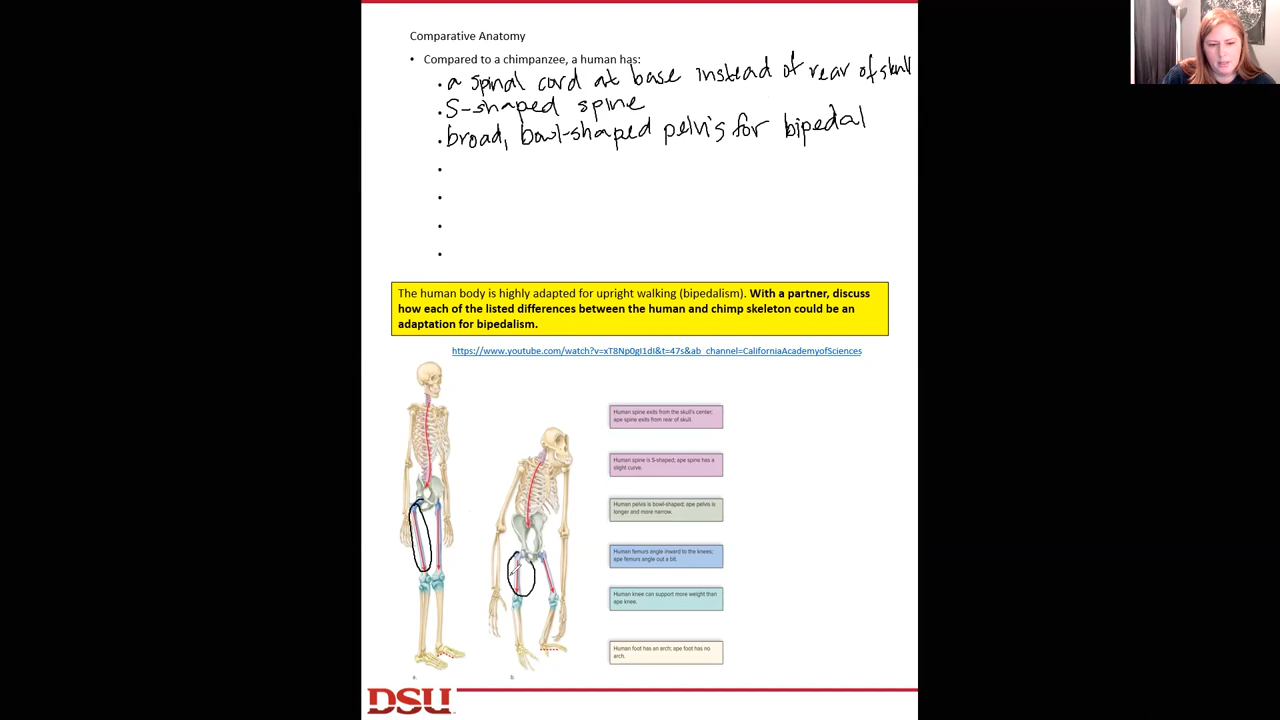 Comparative Anatomy
• Compared to a chimpanzee, a human has:
• a spinal cord at base instead of rear of skull
• S-shaped spine
• broad, bowl-shaped pelvis for bipedal
The human body is highly adapted for upright walking (bipedalism). With a partner, discuss
how each of the listed differences between the human and chimp skeleton could be an
adaptation for bipedalism.
https://www.youtube.com/watch?v=xT8Np0gI1dI&t=47s&ab_channel=CaliforniaAcademyofSciences
Human spine exits from the skull's center;
ape spine exits from rear of skull.
Human spine is S-shaped; ape spine has a
slight curve.
Human pelvis is bowl-shaped; ape pelvis is
longer and more narrow.
Human femurs angle inward to the knees;
ape femurs angle out a bit.
Human knee can support more weight than
ape knee.
Human foot has an arch; ape foot has no
arch.
a.
b.
DSU